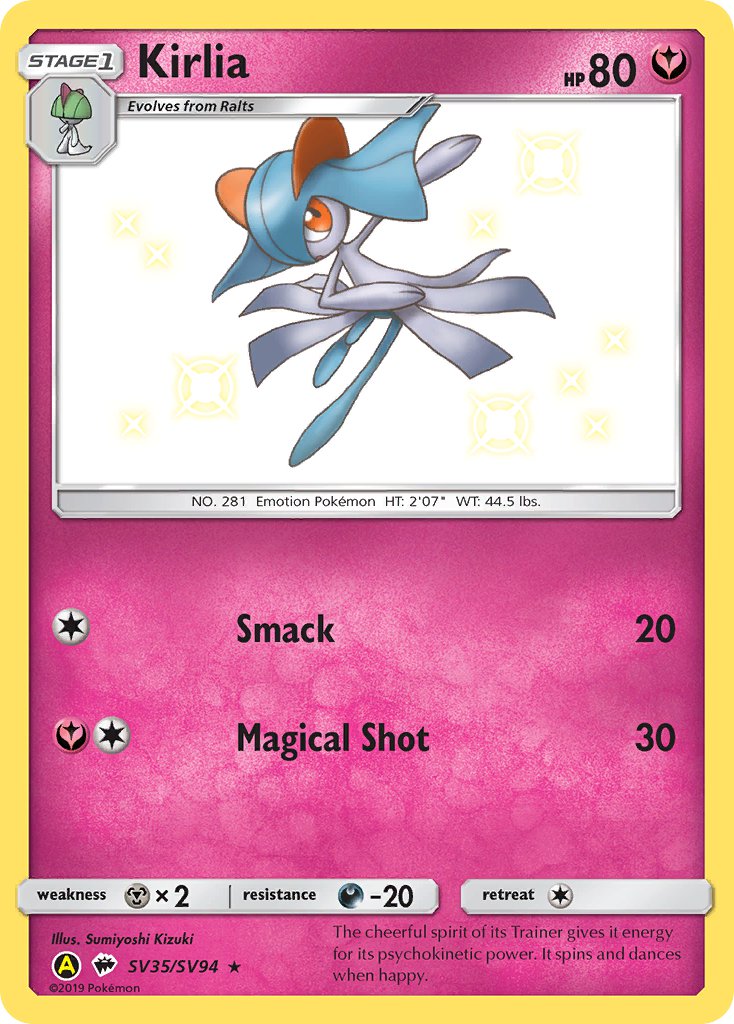 STAGE1
Kirlia
HP80
Evolves from Ralts
NO. 281 Emotion Pokémon HT: 2'07" WT: 44.5 lbs.
Smack 20
Magical Shot 30
weakness ×2 resistance -20 retreat
Illus. Sumiyoshi Kizuki
A SV35/SV94 ★
©2019 Pokémon
The cheerful spirit of its Trainer gives it energy
for its psychokinetic power. It spins and dances
when happy.